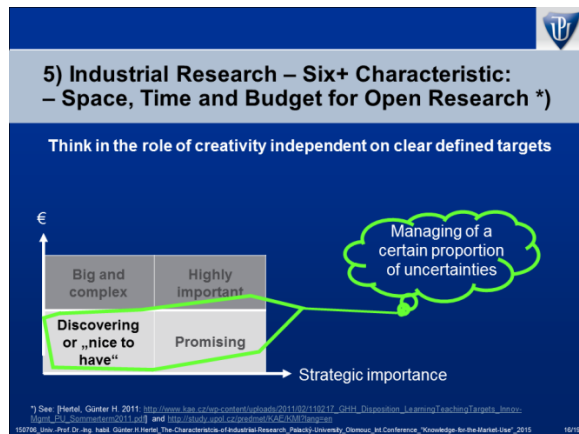 5) Industrial Research – Six+ Characteristic:
– Space, Time and Budget for Open Research *)
Think in the role of creativity independent on clear defined targets
€
Managing of a
certain proportion
of uncertainties
Big and
complex
Highly
important
Discovering
or „nice to
have“
Promising
Strategic importance
*) See: [Hertel, Günter H. 2011: http://www.kae.cz/wp-content/uploads/2011/02/110217_GHH_Disposition_LearningTeachingTargets_Innov-
Mgmt_PU_Sommerterm2011.pdf] and http://study.upol.cz/predmet/KAE/KMI?lang=en
150706_Univ.-Prof.Dr.-Ing. habil. Günter.H.Hertel_The-Characteristcis-of-Industrial-Research_Palacký-University_Olomouc_Int.Conference_"Knowledge-for-the-Market-Use"_2015